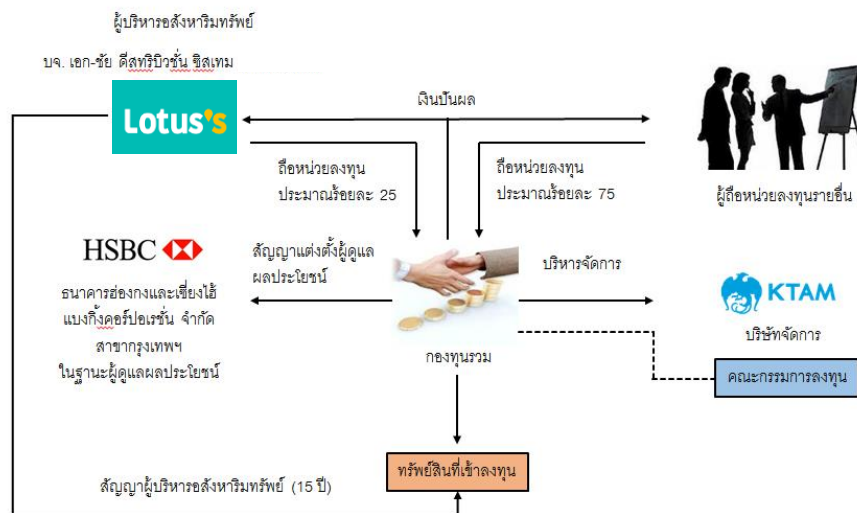 ผู้บริหารอสังหาริมทรัพย์
บจ. เอก-ชัย ดีสทริบิวชั่น ซิสเทม
Lotus's
เงินปันผล
ถือหน่วยลงทุน
ประมาณร้อยละ 25
ถือหน่วยลงทุน
ประมาณร้อยละ 75
ผู้ถือหน่วยลงทุนรายอื่น
HSBC
ธนาคารฮ่องกงและเซี่ยงไฮ้
แบงกิ้งคอร์ปอเรชั่น จำกัด
สาขากรุงเทพฯ
ในฐานะผู้ดูแลผลประโยชน์
สัญญาแต่งตั้งผู้ดูแล
ผลประโยชน์
บริหารจัดการ
กองทุนรวม
KTAM
บริษัทจัดการ
คณะกรรมการลงทุน
ทรัพย์สินที่เข้าลงทุน
สัญญาผู้บริหารอสังหาริมทรัพย์ (15 ปี)